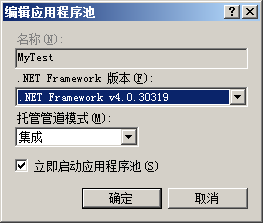 编辑应用程序池
名称(N):
MyTest
.NET Framework 版本(F):
.NET Framework v4.0.30319
托管管道模式(M):
集成
立即启动应用程序池(S)
确定
取消